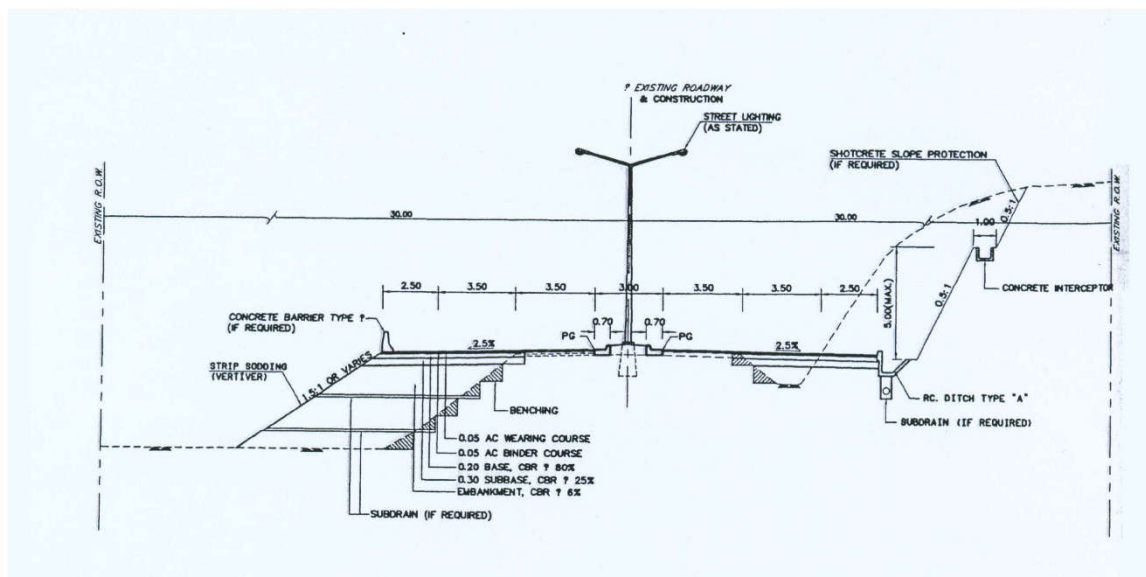 ? EXISTING ROADWAY
& CONSTRUCTION
STREET LIGHTING
(AS STATED)
SHOTCRETE SLOPE PROTECTION
(IF REQUIRED)
EXISTING R.O.W.
EXISTING R.O.W.
30.00
30.00
0.5:1
1.00
CONCRETE INTERCEPTOR
5.00(MAX.)
0.5:1
2.50
3.50
3.50
3.00
3.50
3.50
2.50
0.70
0.70
CONCRETE BARRIER TYPE ?
(IF REQUIRED)
PG
PG
2.5%
2.5%
STRIP SODDING
(VERTIVER)
1.5:1 OR VARIES
BENCHING
RC. DITCH TYPE "A"
SUBDRAIN (IF REQUIRED)
0.05 AC WEARING COURSE
0.05 AC BINDER COURSE
0.20 BASE, CBR ? 80%
0.30 SUBBASE, CBR ? 25%
EMBANKMENT, CBR ? 6%
SUBDRAIN (IF REQUIRED)